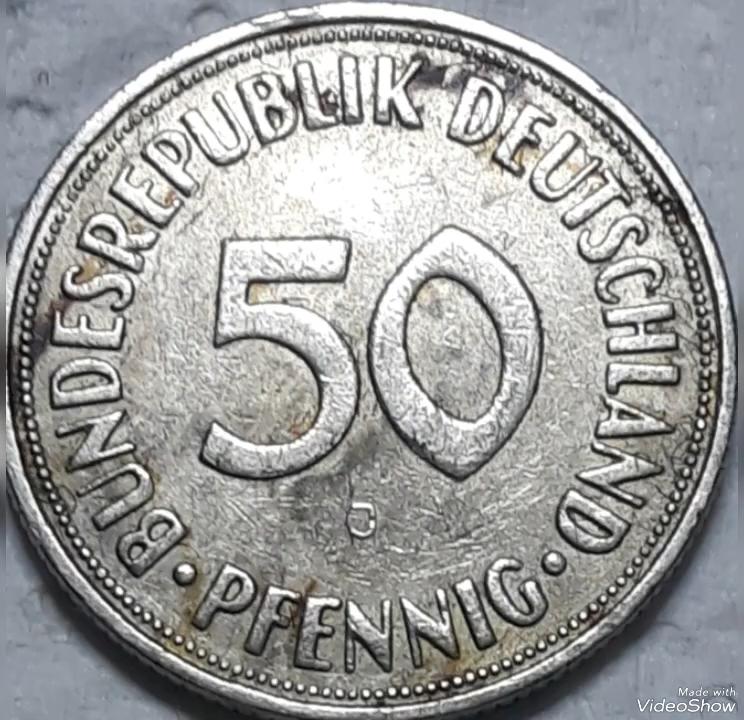 BUNDESREPUBLIK DEUTSCHLAND
50
J
· PFENNIG ·
Made with
VideoShow